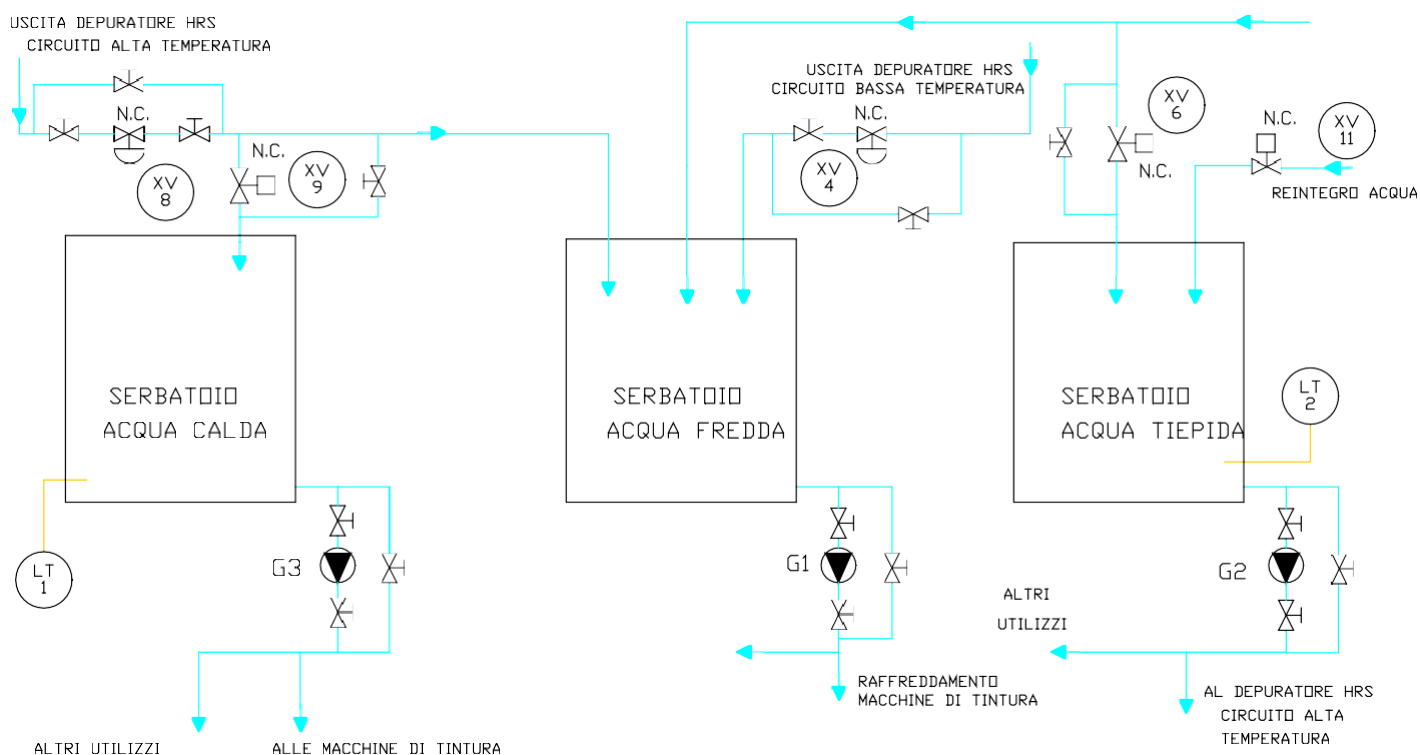 USCITA DEPURATORE HRS
CIRCUITO ALTA TEMPERATURA
N.C.
XV
8
N.C.
XV
9
USCITA DEPURATORE HRS
CIRCUITO BASSA TEMPERATURA
N.C.
XV
4
XV
6
N.C.
N.C.
XV
11
REINTEGRO ACQUA
SERBATOIO
ACQUA CALDA
SERBATOIO
ACQUA FREDDA
SERBATOIO
ACQUA TIEPIDA
LT
2
LT
1
G3
G1
G2
ALTRI
UTILIZZI
RAFFREDDAMENTO
MACCHINE DI TINTURA
AL DEPURATORE HRS
CIRCUITO ALTA
TEMPERATURA
ALTRI UTILIZZI
ALLE MACCHINE DI TINTURA